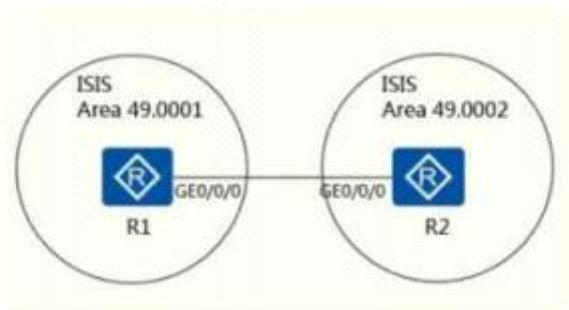 ISIS
Area 49.0001
ISIS
Area 49.0002
R
GE0/0/0
GE0/0/0
R
R1
R2